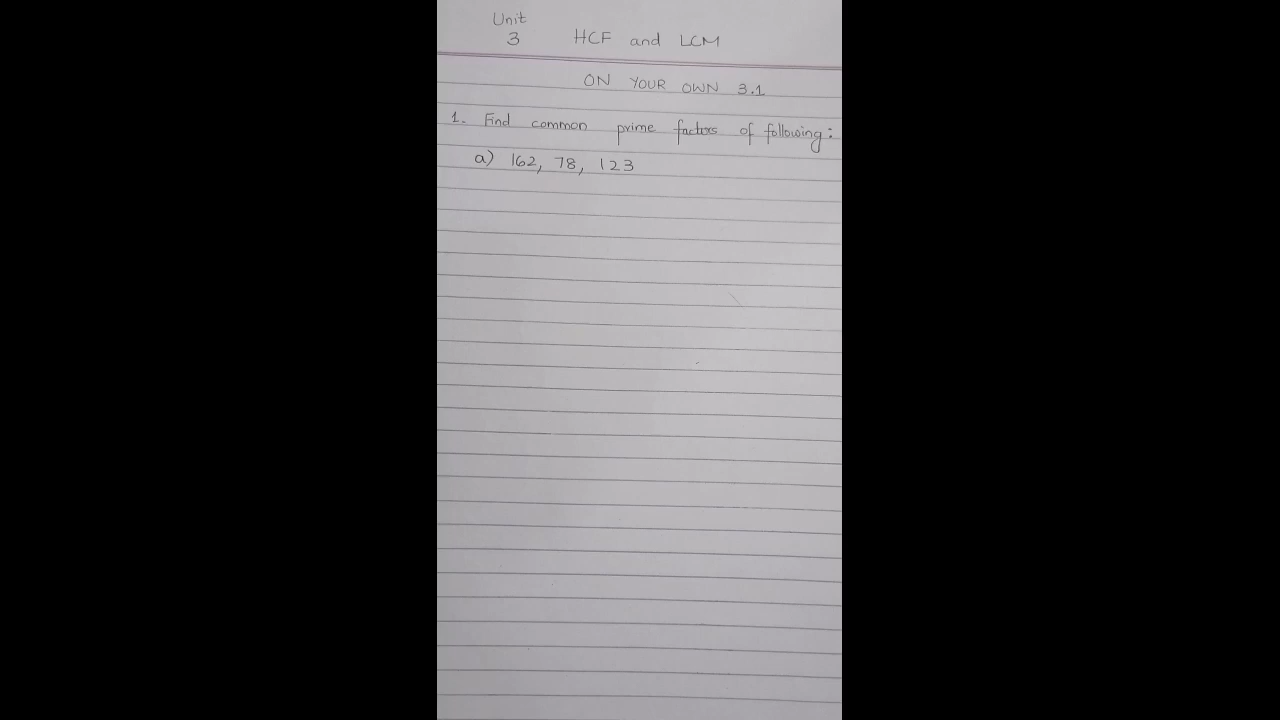 Unit
3 HCF and LCM
ON YOUR OWN 3.1
1. Find common prime factors of following:
a) 162, 78, 123